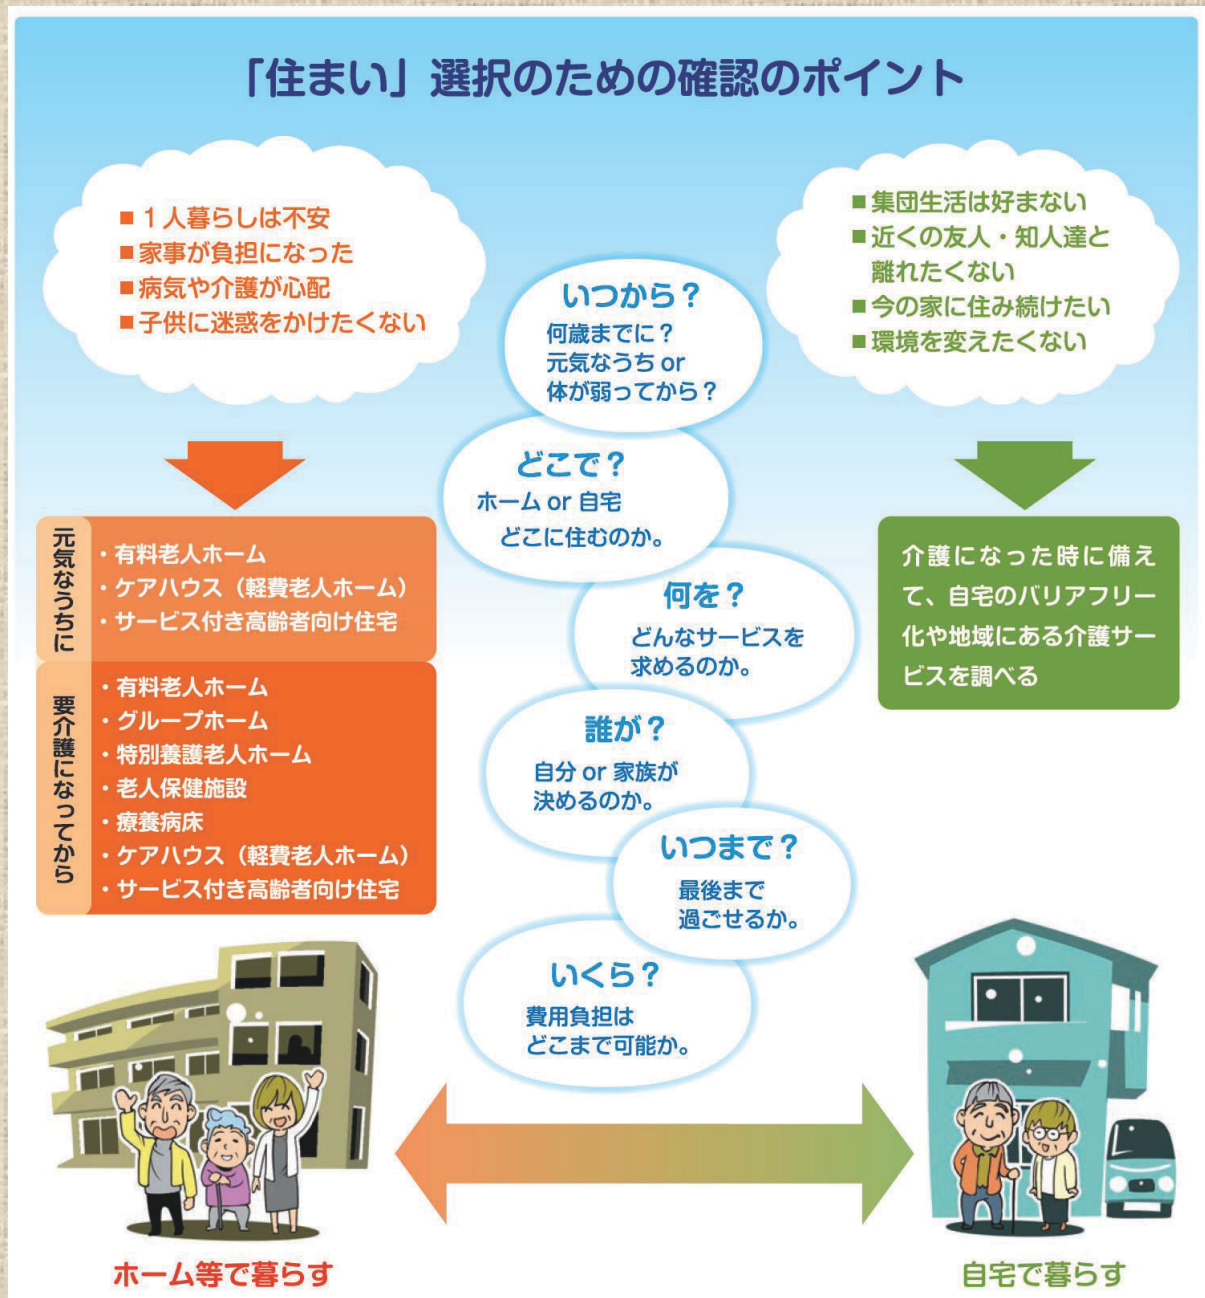 「住まい」選択のための確認のポイント
■１人暮らしは不安
■家事が負担になった
■病気や介護が心配
■子供に迷惑をかけたくない
元気なうちに
・有料老人ホーム
・ケアハウス（軽費老人ホーム）
・サービス付き高齢者向け住宅
要介護になってから
・有料老人ホーム
・グループホーム
・特別養護老人ホーム
・老人保健施設
・療養病床
・ケアハウス（軽費老人ホーム）
・サービス付き高齢者向け住宅
いつから？
何歳までに？
元気なうち or
体が弱ってから？
どこで？
ホーム or 自宅
どこに住むのか。
何を？
どんなサービスを
求めるのか。
誰が？
自分 or 家族が
決めるのか。
いつまで？
最後まで
過ごせるか。
いくら？
費用負担は
どこまで可能か。
■集団生活は好まない
■近くの友人・知人達と
離れたくない
■今の家に住み続けたい
■環境を変えたくない
介護になった時に備え
て、自宅のバリアフリー
化や地域にある介護サー
ビスを調べる
ホーム等で暮らす
自宅で暮らす